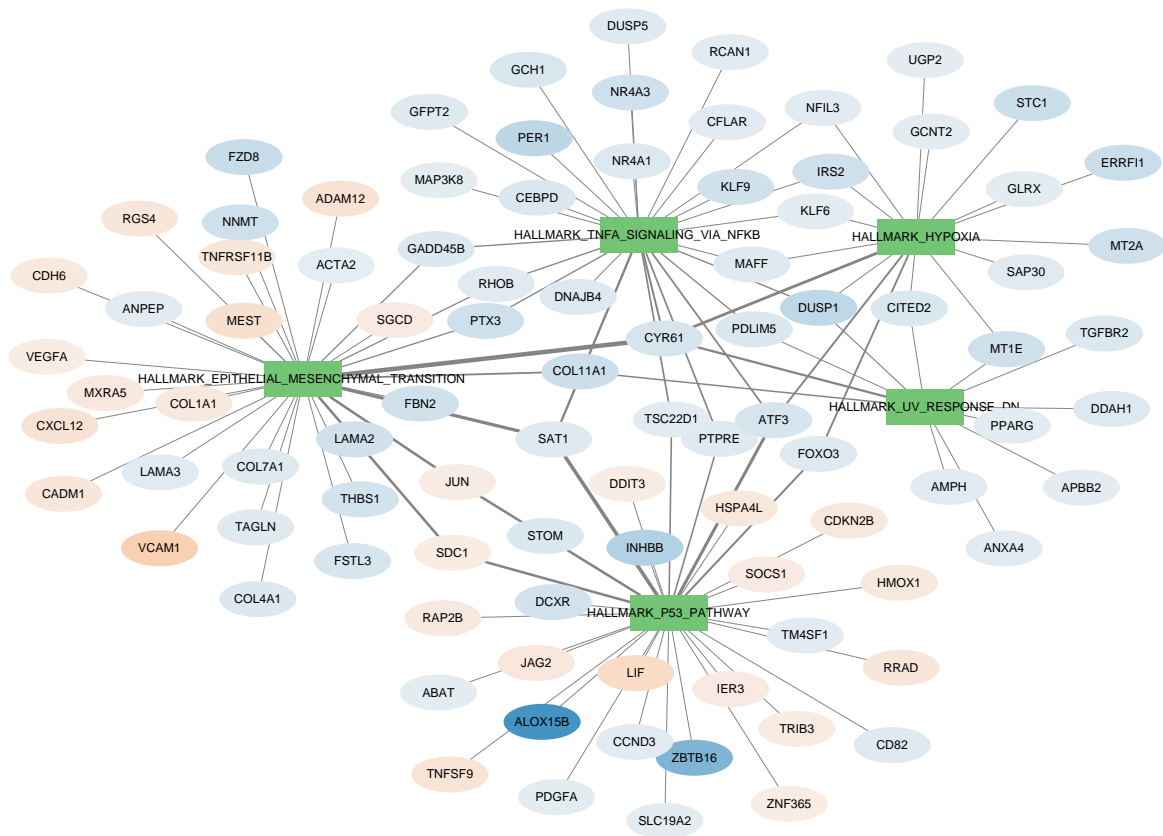 DUSP5
RCAN1
UGP2
GCH1
NR4A3
STC1
GFPT2
NFIL3
CFLAR
GCNT2
PER1
FZD8
ERRFI1
NR4A1
IRS2
MAP3K8
KLF9
GLRX
CEBPD
ADAM12
KLF6
RGS4
NNMT
HALLMARK_TNFA_SIGNALING_VIA_NFKB
HALLMARK_HYPOXIA
MT2A
GADD45B
TNFRSF11B
ACTA2
MAFF
SAP30
CDH6
RHOB
DNAJB4
ANPEP
DUSP1
CITED2
MEST
SGCD
PTX3
PDLIM5
TGFBR2
CYR61
MT1E
VEGFA
COL11A1
HALLMARK_EPITHELIAL_MESENCHYMAL_TRANSITION
MXRA5
COL1A1
FBN2
HALLMARK_UV_RESPONSE_DN
DDAH1
CXCL12
TSC22D1
ATF3
PPARG
LAMA2
SAT1
PTPRE
FOXO3
LAMA3
COL7A1
JUN
DDIT3
CADM1
THBS1
AMPH
APBB2
HSPA4L
CDKN2B
TAGLN
STOM
VCAM1
INHBB
ANXA4
FSTL3
SDC1
SOCS1
HMOX1
COL4A1
DCXR
HALLMARK_P53_PATHWAY
RAP2B
TM4SF1
RRAD
JAG2
LIF
ABAT
IER3
ALOX15B
TRIB3
CCND3
CD82
ZBTB16
TNFSF9
PDGFA
ZNF365
SLC19A2